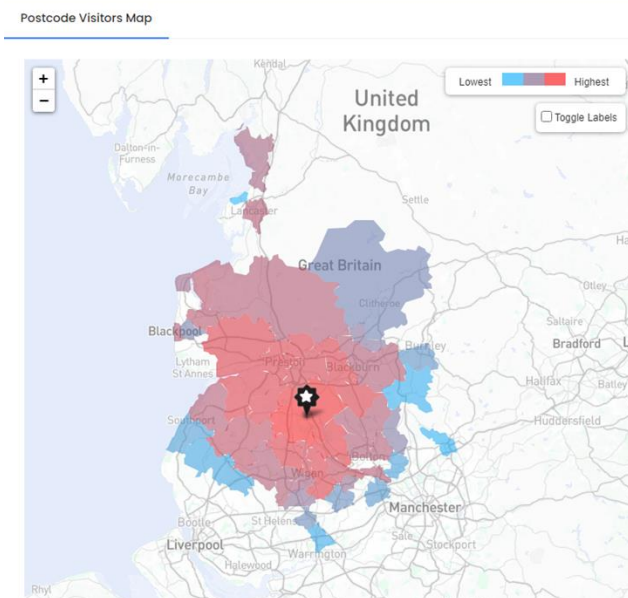 Postcode Visitors Map
+
−
Lowest
Highest
Toggle Labels
Kendal
United
Kingdom
Dalton-in-
Furness
Morecambe
Bay
Settle
Lancaster
Great Britain
Clitheroe
Otley
Blackpool
Saltaire
Bradford
Burnley
Preston
Blackburn
Lytham
St Annes
Halifax
Batley
Southport
Huddersfield
Bolton
Wigan
Manchester
Bootle
St Helens
Sale
Stockport
Liverpool
Warrington
Halewood
Rhyl